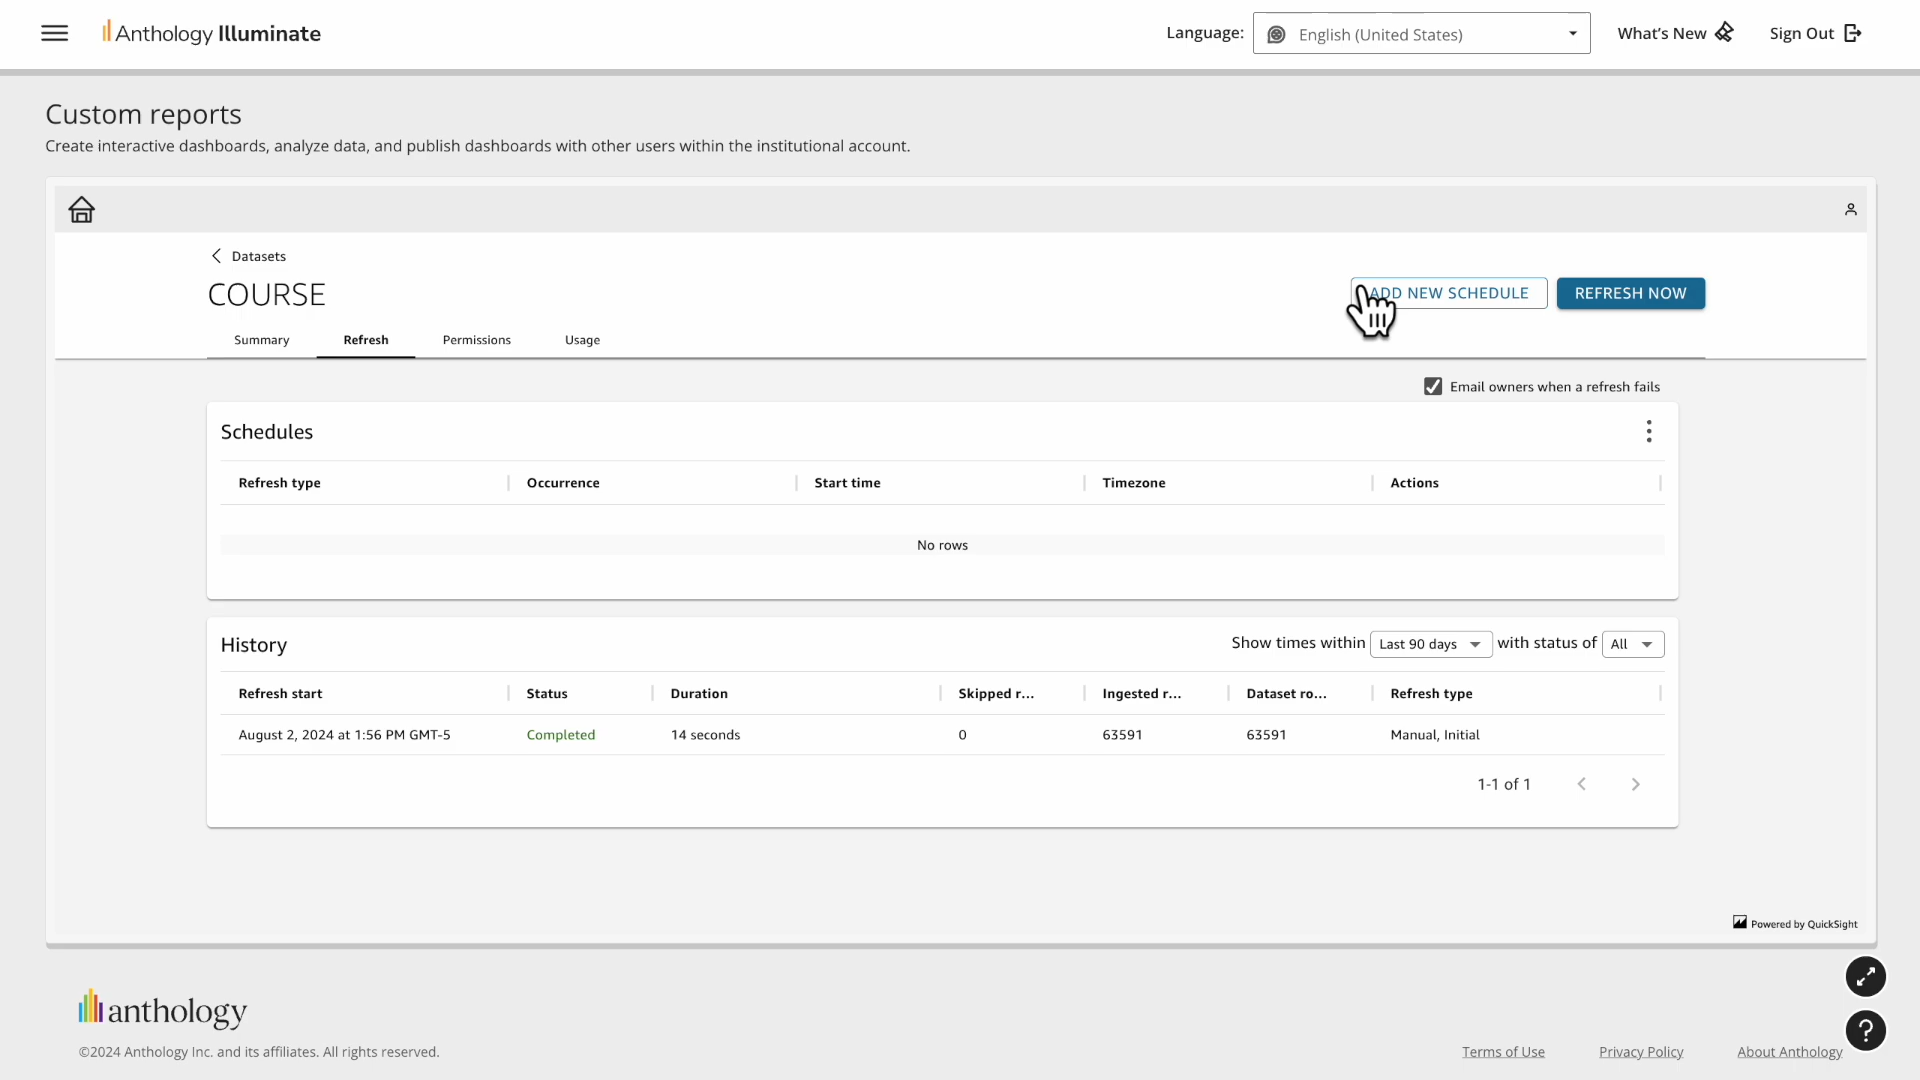 Anthology Illuminate
Language: English (United States) What's New Sign Out
Custom reports
Create interactive dashboards, analyze data, and publish dashboards with other users within the institutional account.
Datasets
COURSE
ADD NEW SCHEDULE REFRESH NOW
Summary Refresh Permissions Usage
Email owners when a refresh fails
Schedules
Refresh type Occurrence Start time Timezone Actions
No rows
History Show times within Last 90 days with status of All
Refresh start Status Duration Skipped r... Ingested r... Dataset ro... Refresh type
August 2, 2024 at 1:56 PM GMT-5 Completed 14 seconds 0 63591 63591 Manual, Initial
1-1 of 1
Powered by QuickSight
anthology
©2024 Anthology Inc. and its affiliates. All rights reserved.
Terms of Use Privacy Policy About Anthology